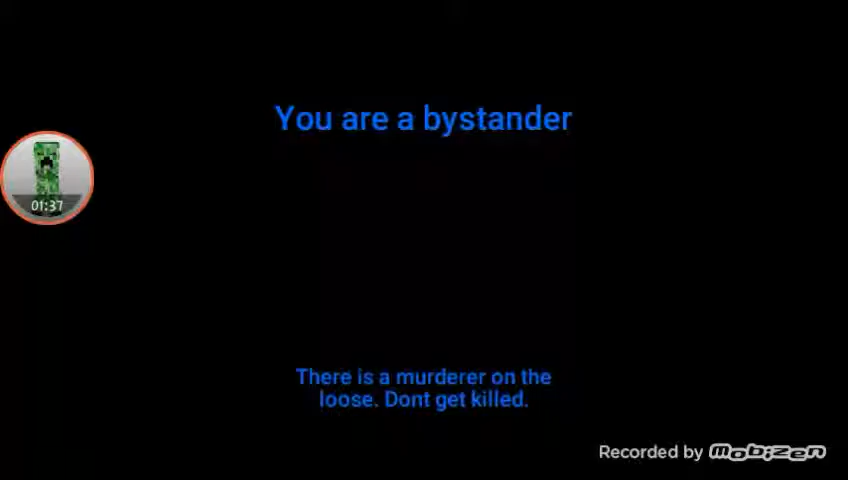 You are a bystander
01:37
There is a murderer on the
loose. Dont get killed.
Recorded by mobizen